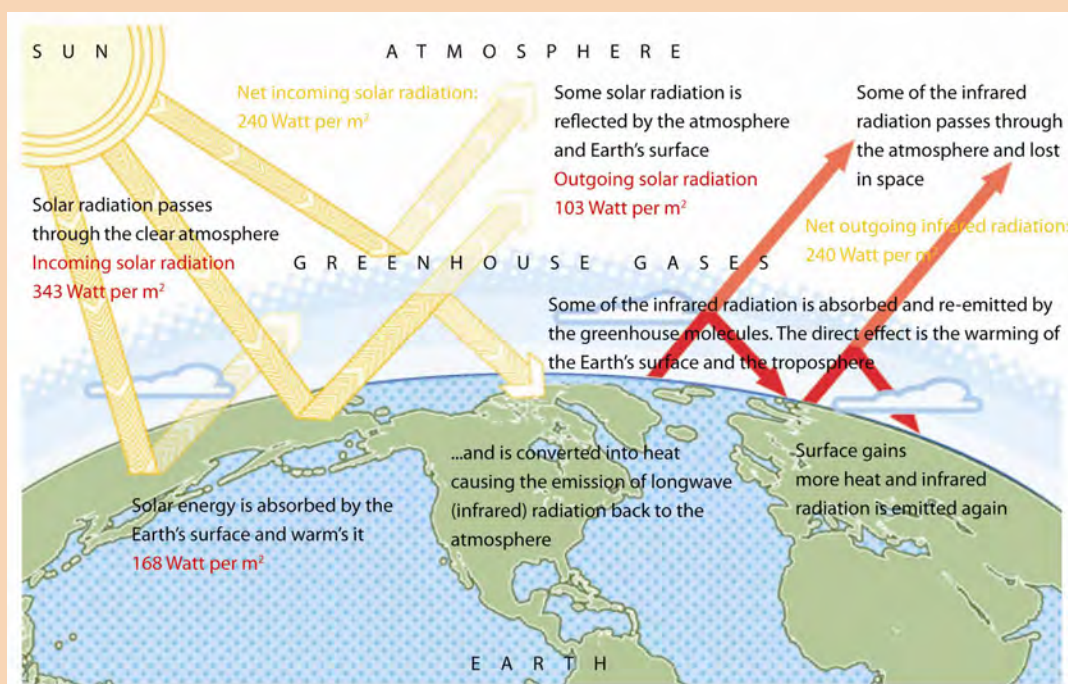 S U N
A T M O S P H E R E
Net incoming solar radiation:
240 Watt per m²
Some solar radiation is
reflected by the atmosphere
and Earth's surface
Outgoing solar radiation
103 Watt per m²
Some of the infrared
radiation passes through
the atmosphere and lost
in space
Solar radiation passes
through the clear atmosphere
Incoming solar radiation
343 Watt per m²
Net outgoing infrared radiation:
240 Watt per m²
G R E E N H O U S E G A S E S
Some of the infrared radiation is absorbed and re-emitted by
the greenhouse molecules. The direct effect is the warming of
the Earth's surface and the troposphere
Solar energy is absorbed by the
Earth's surface and warm's it
168 Watt per m²
...and is converted into heat
causing the emission of longwave
(infrared) radiation back to the
atmosphere
Surface gains
more heat and infrared
radiation is emitted again
E A R T H